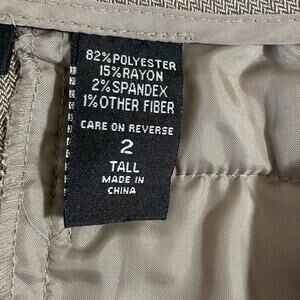 82% POLYESTER
15% RAYON
2% SPANDEX
1% OTHER FIBER
CARE ON REVERSE
2
TALL
MADE IN
CHINA